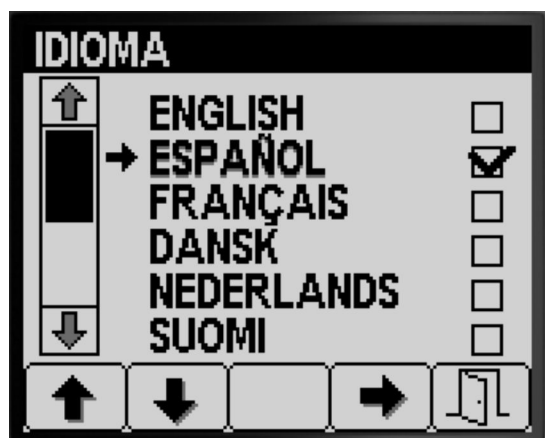 IDIOMA
ENGLISH
ESPAÑOL
FRANÇAIS
DANSK
NEDERLANDS
SUOMI